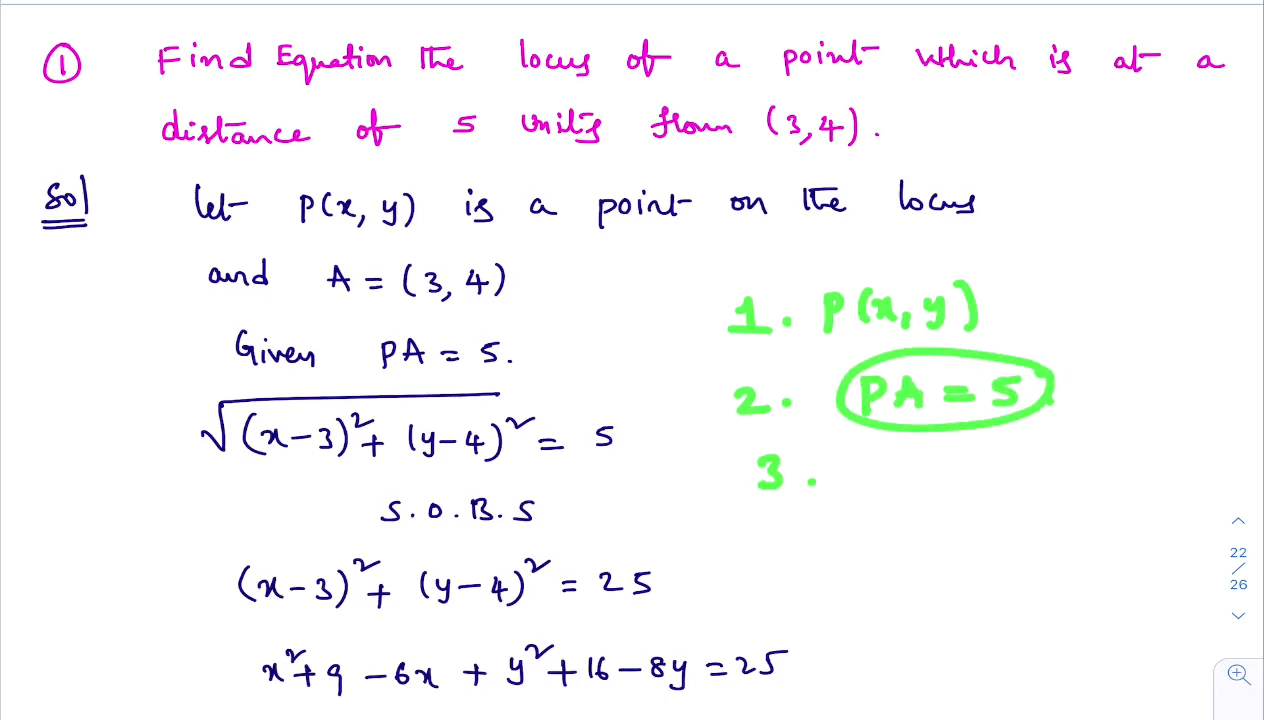 ① Find Equation the locus of a point which is at a
distance of 5 units from (3,4).
Sol let P(x, y) is a point on the locus
and A = (3, 4)
Given PA = 5.
√(x-3)²+ (y-4)² = 5
S.O.B.S
(x-3)²+ (y-4)² = 25
x²+9 -6x + y²+16-8y = 25
1. P(x,y)
2. PA = 5
3.
22
/
26